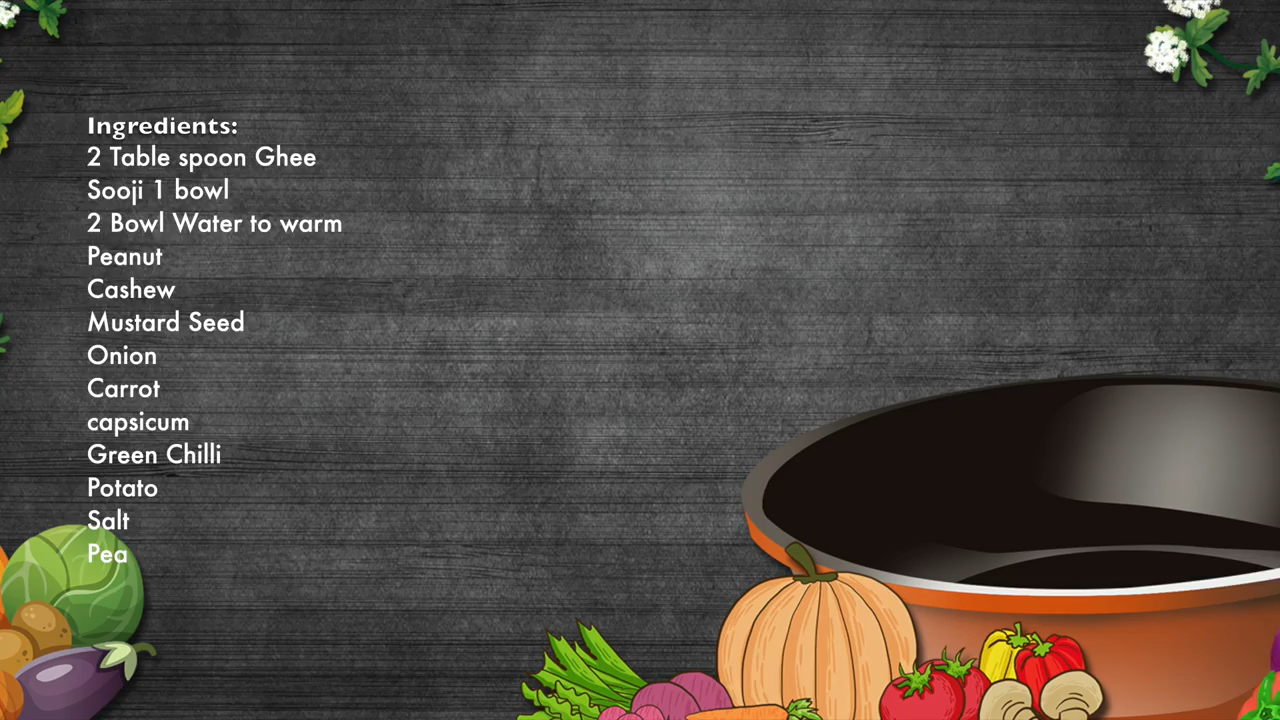 Ingredients:
2 Table spoon Ghee
Sooji 1 bowl
2 Bowl Water to warm
Peanut
Cashew
Mustard Seed
Onion
Carrot
capsicum
Green Chilli
Potato
Salt
Pea